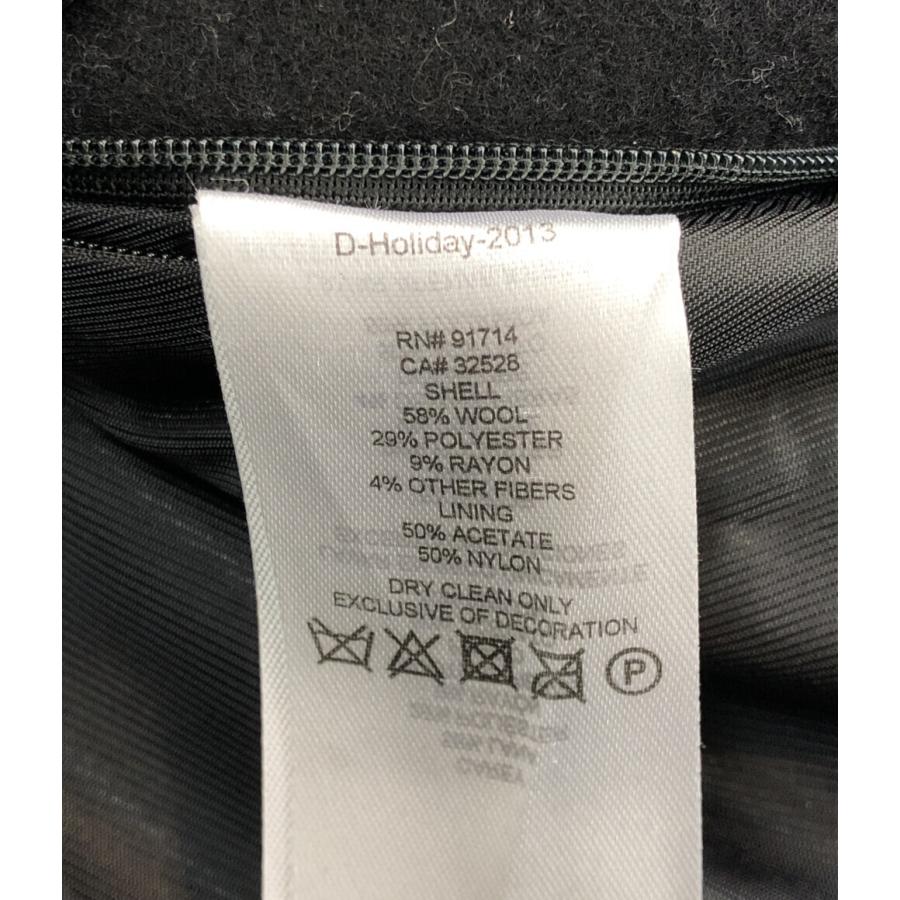 D-Holiday-2013
RN# 91714
CA# 32528
SHELL
58% WOOL
29% POLYESTER
9% RAYON
4% OTHER FIBERS
LINING
50% ACETATE
50% NYLON
DRY CLEAN ONLY
EXCLUSIVE OF DECORATION
P